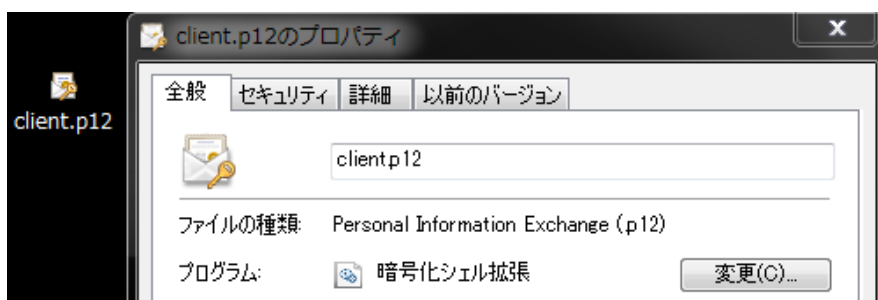 client.p12のプロパティ
x
client.p12
全般 セキュリティ 詳細 以前のバージョン
client.p12
ファイルの種類: Personal Information Exchange (.p12)
プログラム: 暗号化シェル拡張 変更(C)...